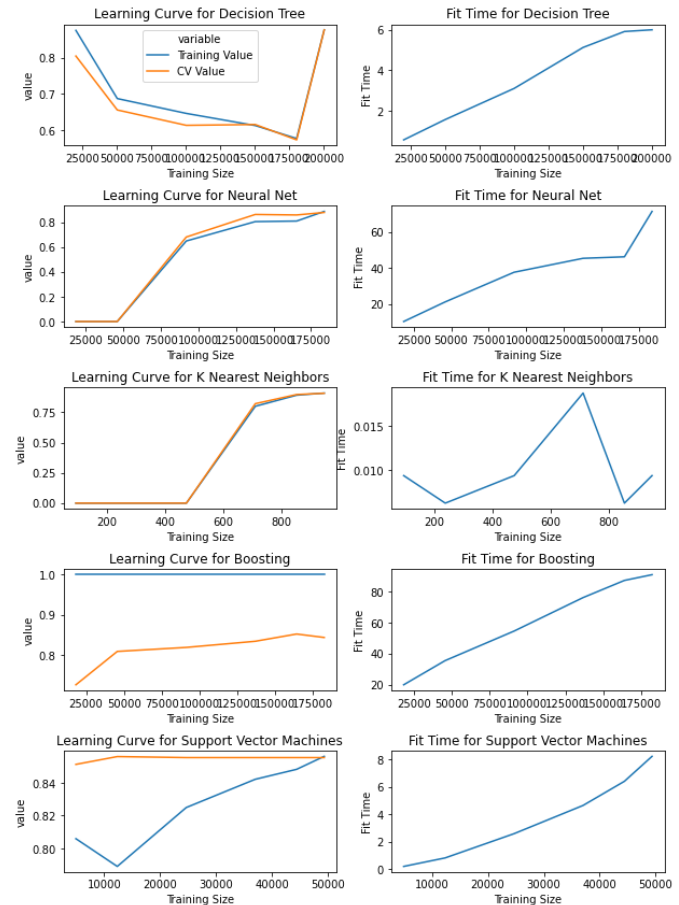 Learning Curve for Decision Tree
value
0.8
0.7
0.6
variable
Training Value
CV Value
25000 50000 75000 100000 125000 150000 175000 200000
Training Size
Fit Time for Decision Tree
Fit Time
6
4
2
25000 50000 75000 100000 125000 150000 175000 200000
Training Size
Learning Curve for Neural Net
value
0.8
0.6
0.4
0.2
0.0
25000 50000 75000 100000 125000 150000 175000
Training Size
Fit Time for Neural Net
Fit Time
60
40
20
25000 50000 75000 100000 125000 150000 175000
Training Size
Learning Curve for K Nearest Neighbors
value
0.75
0.50
0.25
0.00
200 400 600 800
Training Size
Fit Time for K Nearest Neighbors
Fit Time
0.015
0.010
200 400 600 800
Training Size
Learning Curve for Boosting
value
1.0
0.9
0.8
25000 50000 75000 100000 125000 150000 175000
Training Size
Fit Time for Boosting
Fit Time
80
60
40
20
25000 50000 75000 100000 125000 150000 175000
Training Size
Learning Curve for Support Vector Machines
value
0.84
0.82
0.80
10000 20000 30000 40000 50000
Training Size
Fit Time for Support Vector Machines
Fit Time
8
6
4
2
0
10000 20000 30000 40000 50000
Training Size